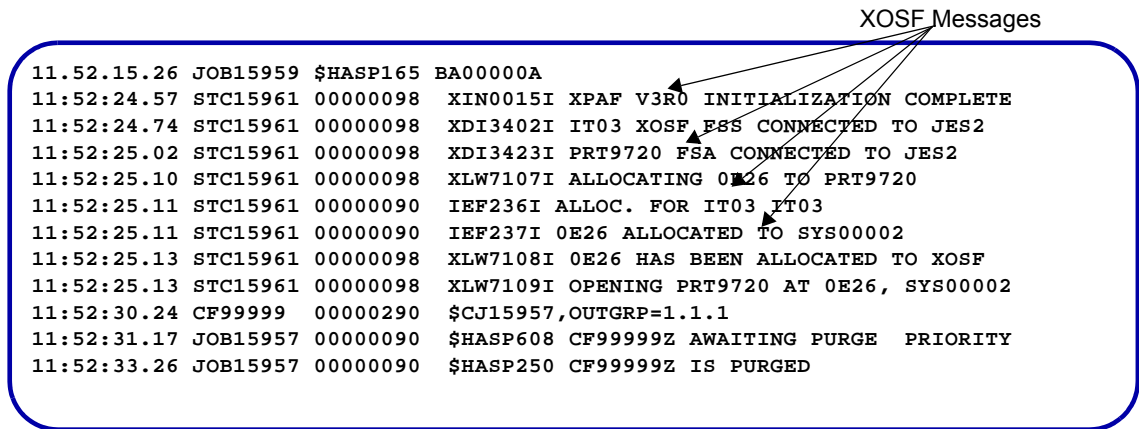 XOSF Messages
11.52.15.26 JOB15959 $HASP165 BA00000A
11:52:24.57 STC15961 00000098  XIN0015I XPAF V3R0 INITIALIZATION COMPLETE
11:52:24.74 STC15961 00000098  XDI3402I IT03 XOSF FSS CONNECTED TO JES2
11:52:25.02 STC15961 00000098  XDI3423I PRT9720 FSA CONNECTED TO JES2
11:52:25.10 STC15961 00000098  XLW7107I ALLOCATING 0E26 TO PRT9720
11:52:25.11 STC15961 00000090  IEF236I ALLOC. FOR IT03 IT03
11:52:25.11 STC15961 00000090  IEF237I 0E26 ALLOCATED TO SYS00002
11:52:25.13 STC15961 00000098  XLW7108I 0E26 HAS BEEN ALLOCATED TO XOSF
11:52:25.13 STC15961 00000098  XLW7109I OPENING PRT9720 AT 0E26, SYS00002
11.52.30.24 CF99999  00000290  $CJ15957,OUTGRP=1.1.1
11:52:31.17 JOB15957 00000090  $HASP608 CF99999Z AWAITING PURGE  PRIORITY
11:52:33.26 JOB15957 00000090  $HASP250 CF99999Z IS PURGED